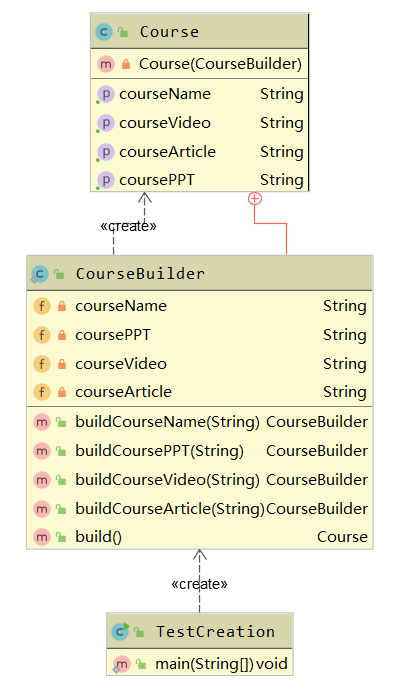 C Course
m Course(CourseBuilder)
p courseName String
p courseVideo String
p courseArticle String
p coursePPT String
«create»
C CourseBuilder
f courseName String
f coursePPT String
f courseVideo String
f courseArticle String
m buildCourseName(String) CourseBuilder
m buildCoursePPT(String) CourseBuilder
m buildCourseVideo(String) CourseBuilder
m buildCourseArticle(String) CourseBuilder
m build() Course
«create»
C TestCreation
m main(String[]) void